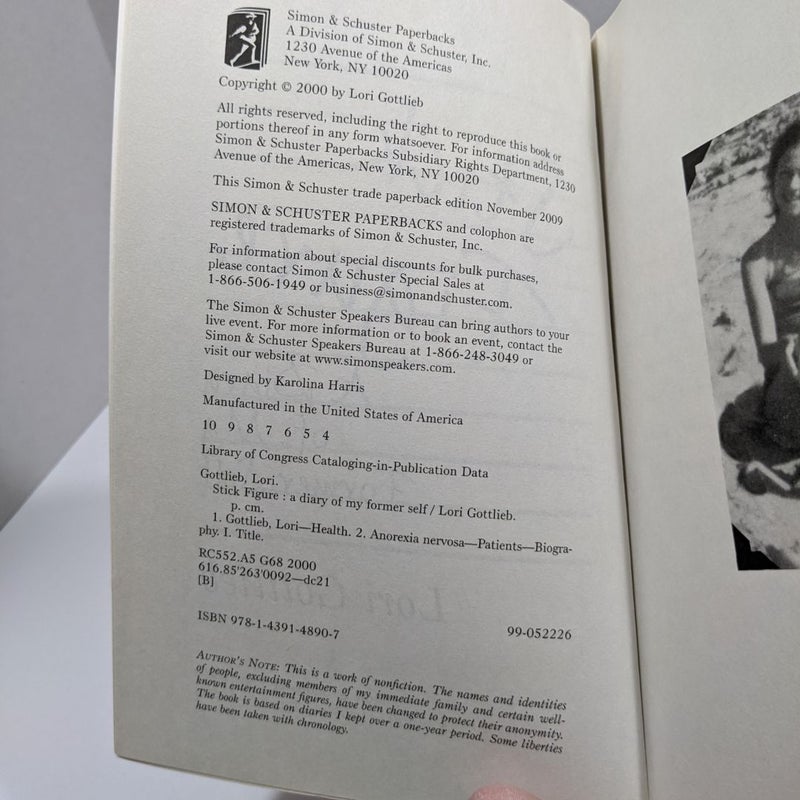 Simon & Schuster Paperbacks
A Division of Simon & Schuster, Inc.
1230 Avenue of the Americas
New York, NY 10020
Copyright © 2000 by Lori Gottlieb
All rights reserved, including the right to reproduce this book or
portions thereof in any form whatsoever. For information address
Simon & Schuster Paperbacks Subsidiary Rights Department, 1230
Avenue of the Americas, New York, NY 10020
This Simon & Schuster trade paperback edition November 2009
SIMON & SCHUSTER PAPERBACKS and colophon are
registered trademarks of Simon & Schuster, Inc.
For information about special discounts for bulk purchases,
please contact Simon & Schuster Special Sales at
1-866-506-1949 or business@simonandschuster.com.
The Simon & Schuster Speakers Bureau can bring authors to your
live event. For more information or to book an event, contact the
Simon & Schuster Speakers Bureau at 1-866-248-3049 or
visit our website at www.simonspeakers.com.
Designed by Karolina Harris
Manufactured in the United States of America
10 9 8 7 6 5 4
Library of Congress Cataloging-in-Publication Data
Gottlieb, Lori.
Stick Figure : a diary of my former self / Lori Gottlieb.
p. cm.
1. Gottlieb, Lori—Health. 2. Anorexia nervosa—Patients—Biogra-
phy. I. Title.
RC552.A5 G68 2000
616.85'263'0092—dc21
[B]
ISBN 978-1-4391-4890-7 99-052226
AUTHOR'S NOTE: This is a work of nonfiction. The names and identities
of people, excluding members of my immediate family and certain well-
known entertainment figures, have been changed to protect their anonymity.
The book is based on diaries I kept over a one-year period. Some liberties
have been taken with chronology.